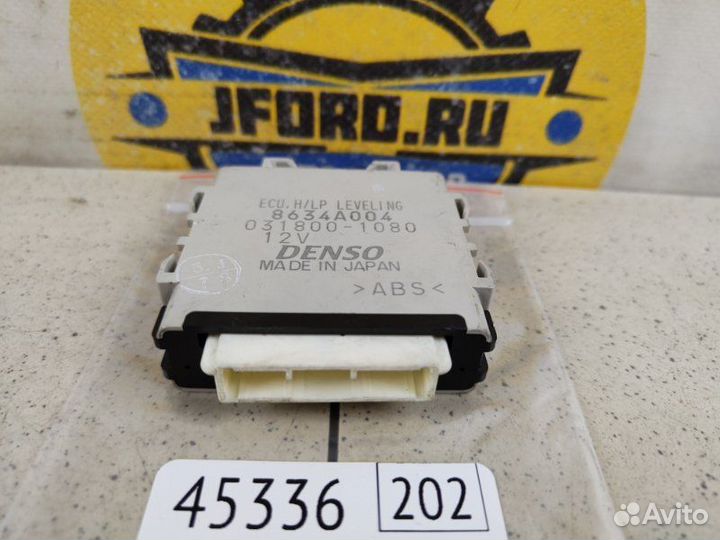 JFORD.RU
ECU, H/LP LEVELING
8634A004
031800-1080
12V
DENSO
MADE IN JAPAN
>ABS<
45336 202
Avito